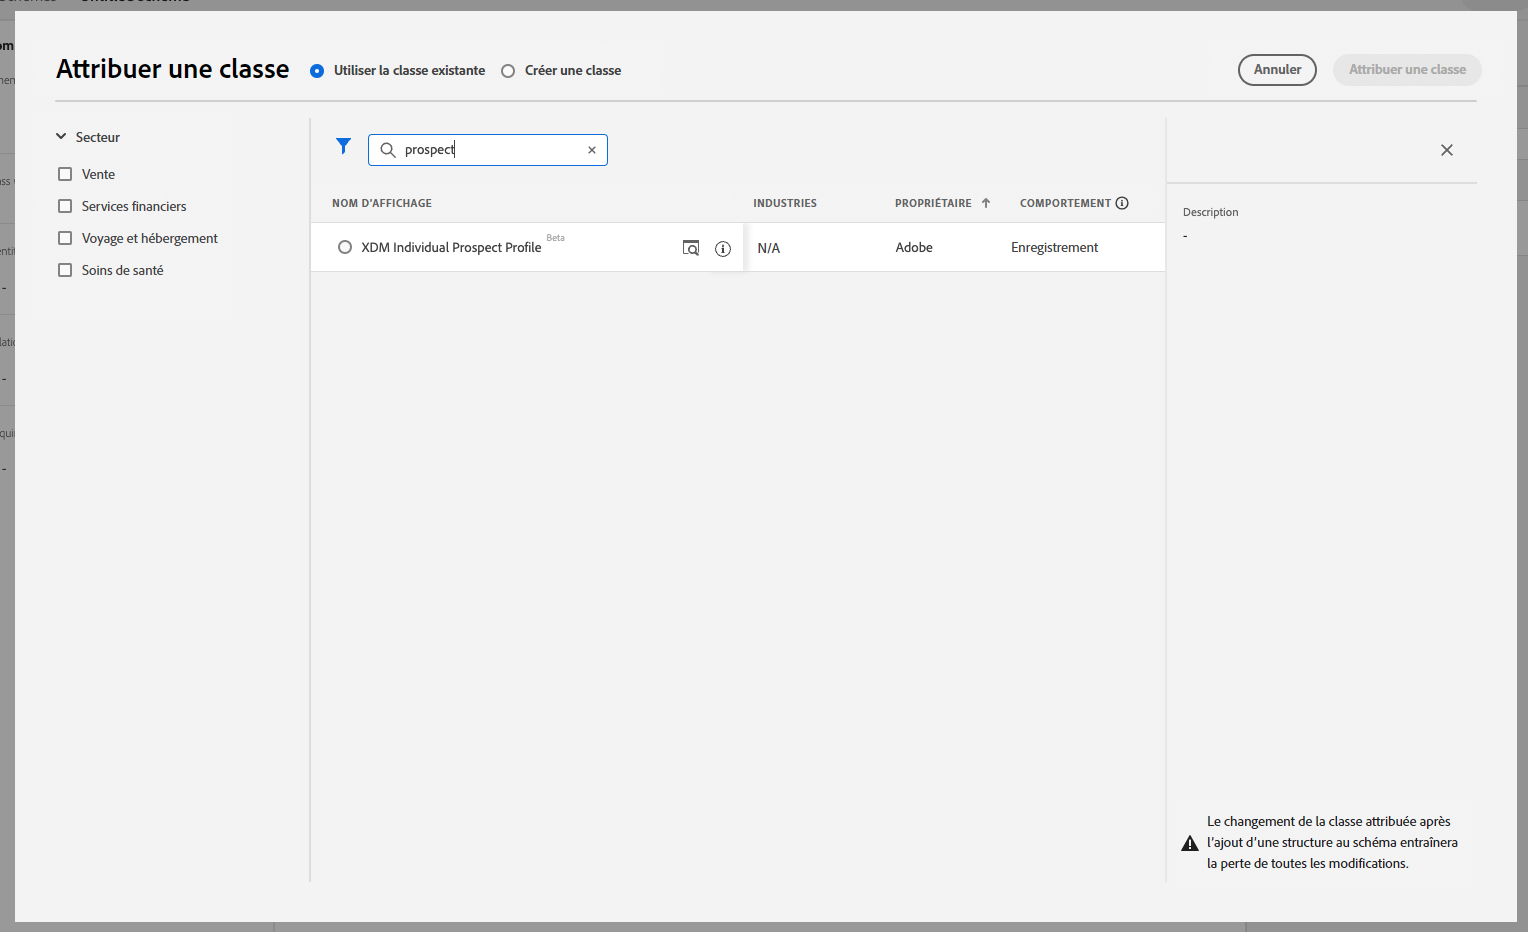 Attribuer une classe
Utiliser la classe existante
Créer une classe
Annuler
Attribuer une classe
Secteur
Vente
Services financiers
Voyage et hébergement
Soins de santé
prospect
NOM D'AFFICHAGE
INDUSTRIES
PROPRIÉTAIRE
COMPORTEMENT
XDM Individual Prospect Profile
Beta
N/A
Adobe
Enregistrement
Description
-
Le changement de la classe attribuée après
l'ajout d'une structure au schéma entraînera
la perte de toutes les modifications.